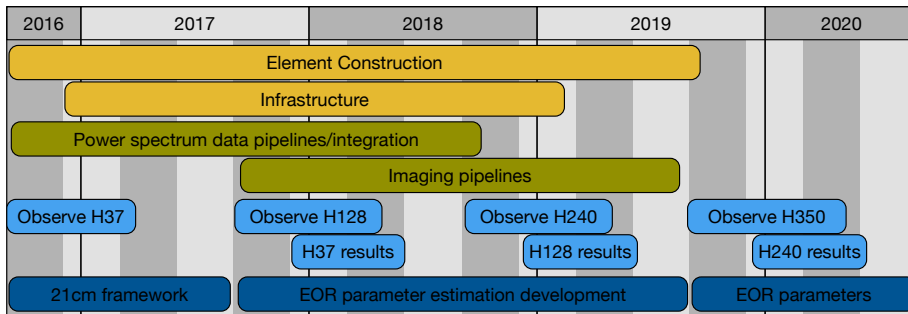 2016 2017 2018 2019 2020
Element Construction
Infrastructure
Power spectrum data pipelines/integration
Imaging pipelines
Observe H37 Observe H128 Observe H240 Observe H350
H37 results H128 results H240 results
21cm framework EOR parameter estimation development EOR parameters